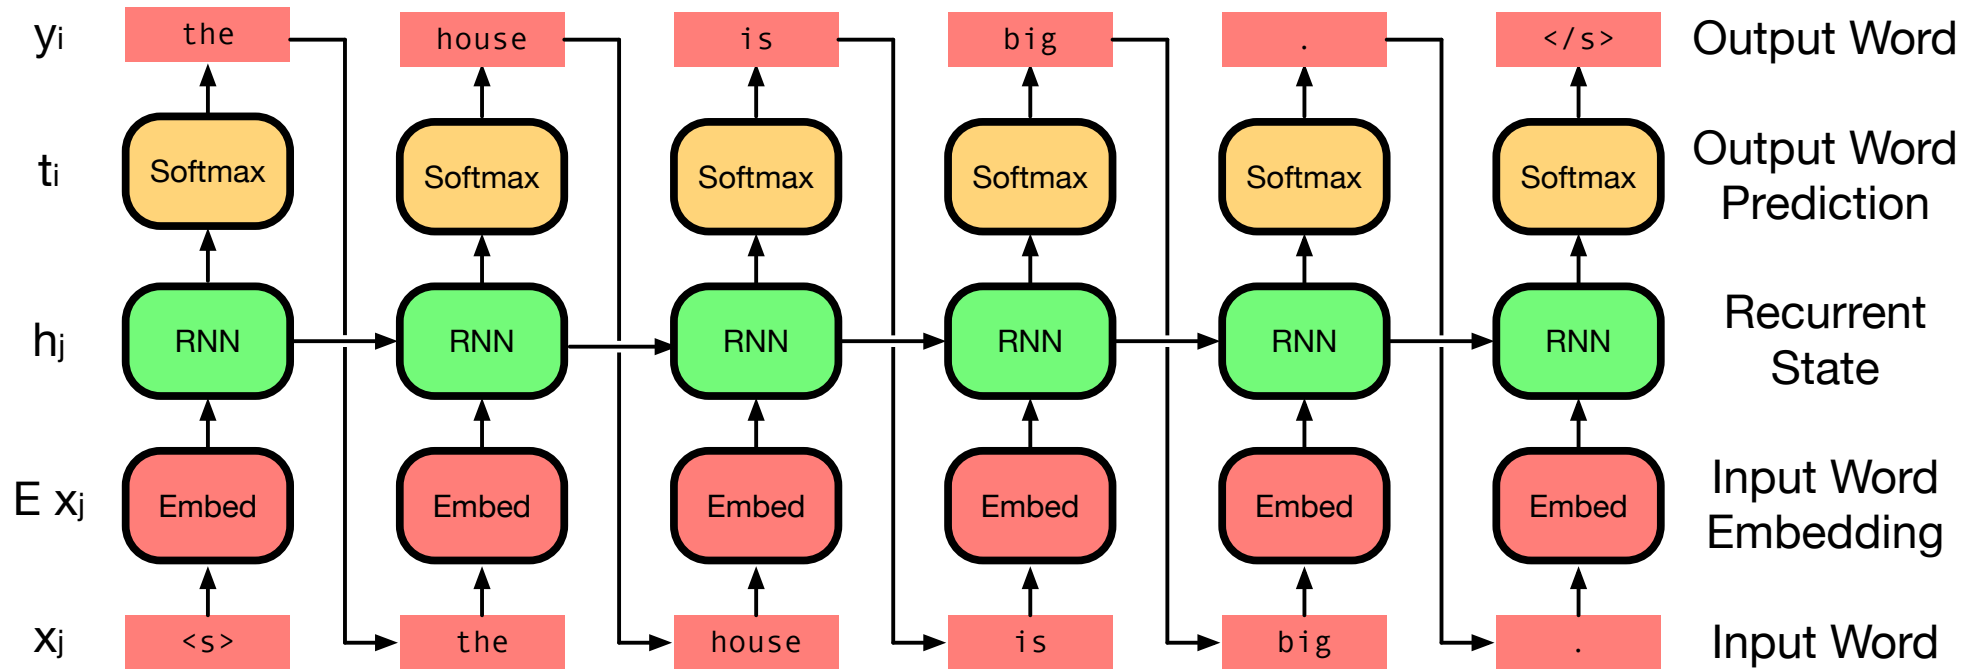 yi the house is big . </s> Output Word
ti Softmax Softmax Softmax Softmax Softmax Softmax Output Word
Prediction
hj RNN RNN RNN RNN RNN RNN Recurrent
State
E xj Embed Embed Embed Embed Embed Embed Input Word
Embedding
xj <s> the house is big . Input Word